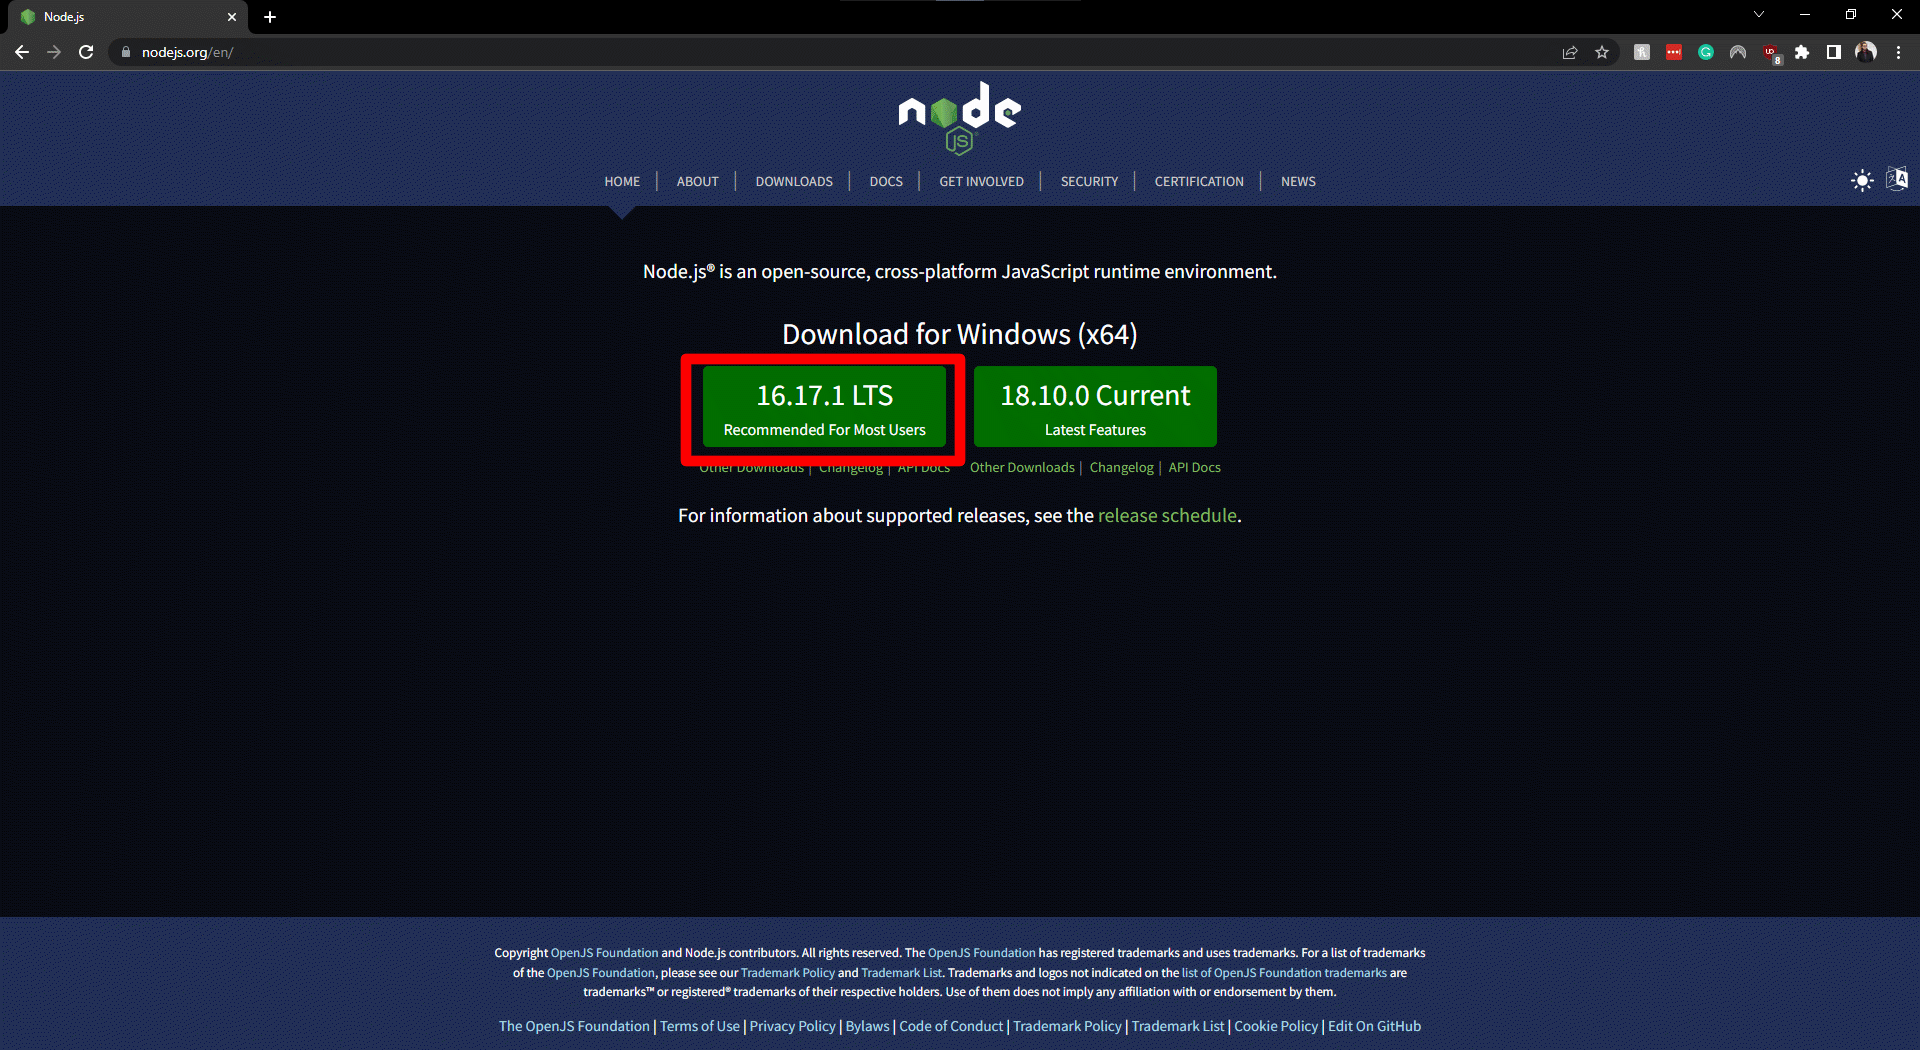 Node.js
nodejs.org/en/
8
node
JS
HOME | ABOUT | DOWNLOADS | DOCS | GET INVOLVED | SECURITY | CERTIFICATION | NEWS
Node.js® is an open-source, cross-platform JavaScript runtime environment.
Download for Windows (x64)
16.17.1 LTS
Recommended For Most Users
18.10.0 Current
Latest Features
Other Downloads | Changelog | API Docs
Other Downloads | Changelog | API Docs
For information about supported releases, see the release schedule.
Copyright OpenJS Foundation and Node.js contributors. All rights reserved. The OpenJS Foundation has registered trademarks and uses trademarks. For a list of trademarks
of the OpenJS Foundation, please see our Trademark Policy and Trademark List. Trademarks and logos not indicated on the list of OpenJS Foundation trademarks are
trademarks™ or registered® trademarks of their respective holders. Use of them does not imply any affiliation with or endorsement by them.
The OpenJS Foundation | Terms of Use | Privacy Policy | Bylaws | Code of Conduct | Trademark Policy | Trademark List | Cookie Policy | Edit On GitHub